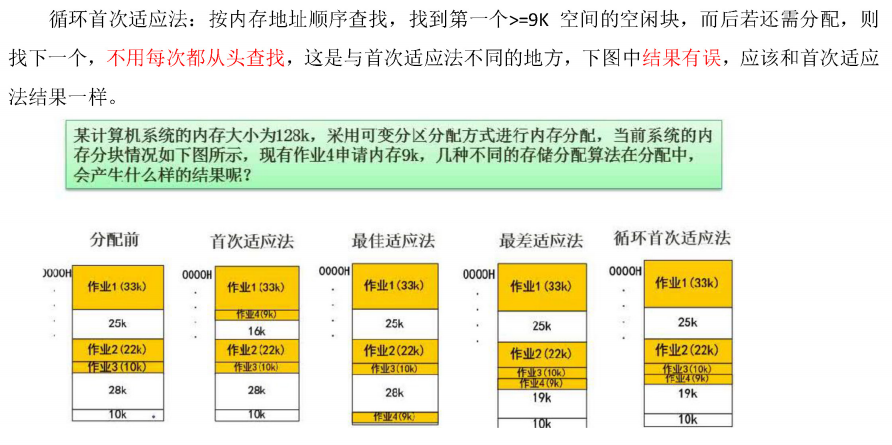 循环首次适应法：按内存地址顺序查找，找到第一个>=9K 空间的空闲块，而后若还需分配，则
找下一个，不用每次都从头查找，这是与首次适应法不同的地方，下图中结果有误，应该和首次适应
法结果一样。
某计算机系统的内存大小为128k，采用可变分区分配方式进行内存分配，当前系统的内
存分块情况如下图所示，现有作业4申请内存9k，几种不同的存储分配算法在分配中，
会产生什么样的结果呢？
分配前
0000H
作业1(33k)
25k
作业2(22k)
作业3(10k)
28k
10k
首次适应法
0000H
作业1(33k)
作业4(9k)
16k
作业2(22k)
作业3(10k)
28k
10k
最佳适应法
0000H
作业1(33k)
25k
作业2(22k)
作业3(10k)
28k
作业4(9k)
最差适应法
0000H
作业1(33k)
25k
作业2(22k)
作业3(10k)
作业4(9k)
19k
10k
循环首次适应法
0000H
作业1(33k)
25k
作业2(22k)
作业3(10k)
作业4(9k)
19k
10k